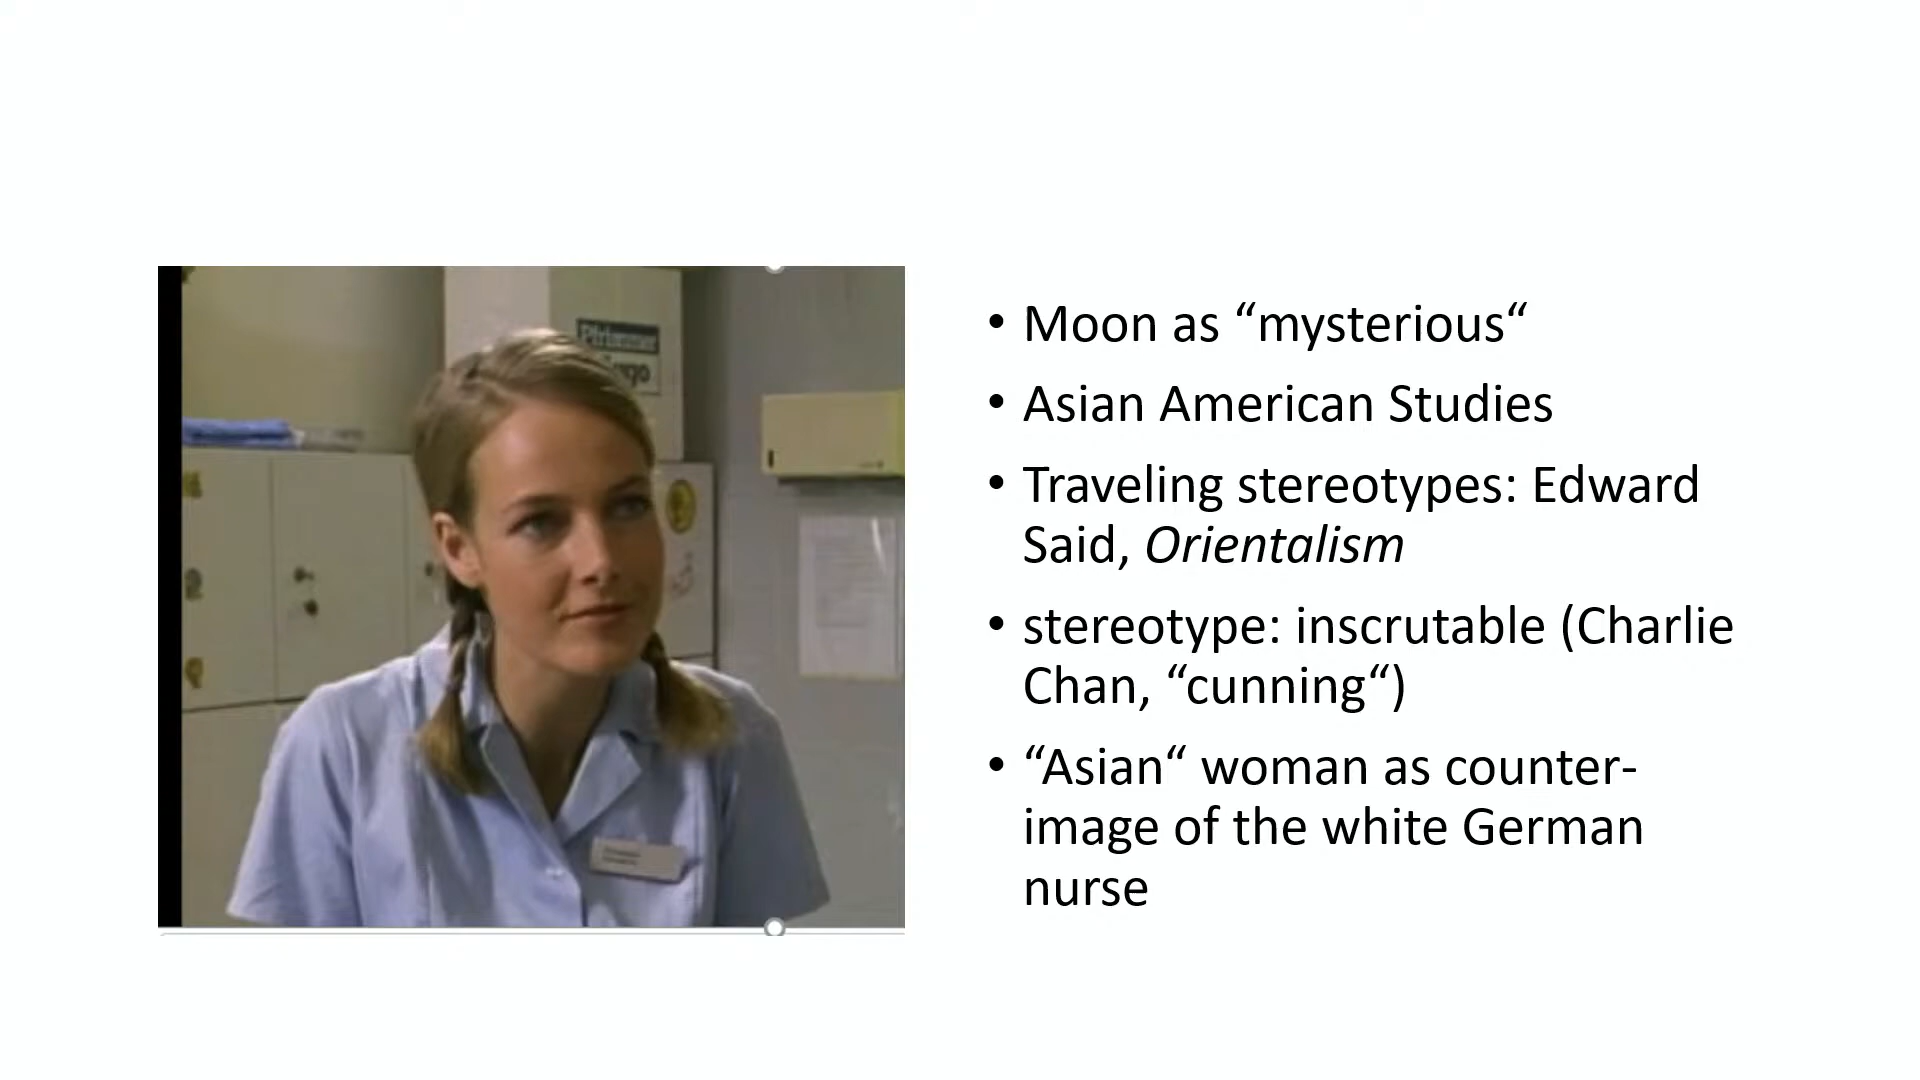 • Moon as “mysterious“
• Asian American Studies
• Traveling stereotypes: Edward
Said, Orientalism
• stereotype: inscrutable (Charlie
Chan, “cunning“)
• “Asian“ woman as counter-
image of the white German
nurse